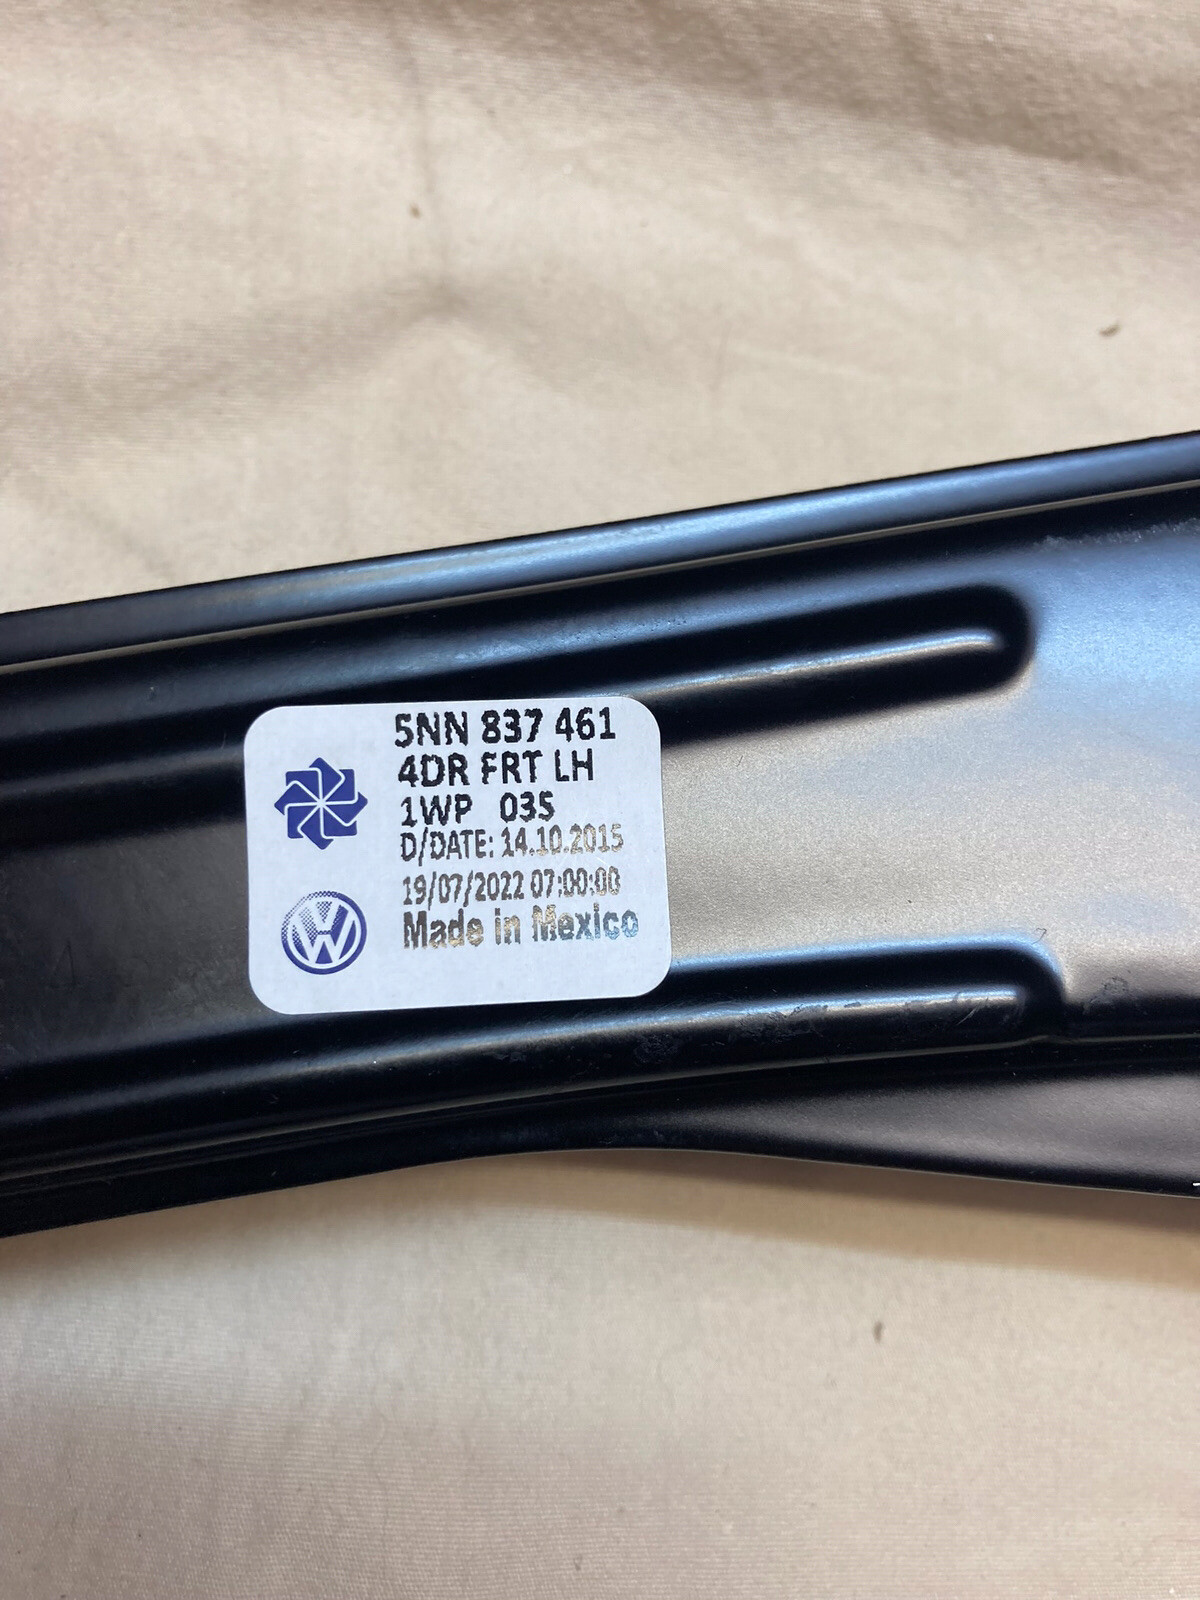 5NN 837 461
4DR FRT LH
1WP 03S
D/DATE: 14.10.2015
19/07/2022 07:00:00
Made in Mexico